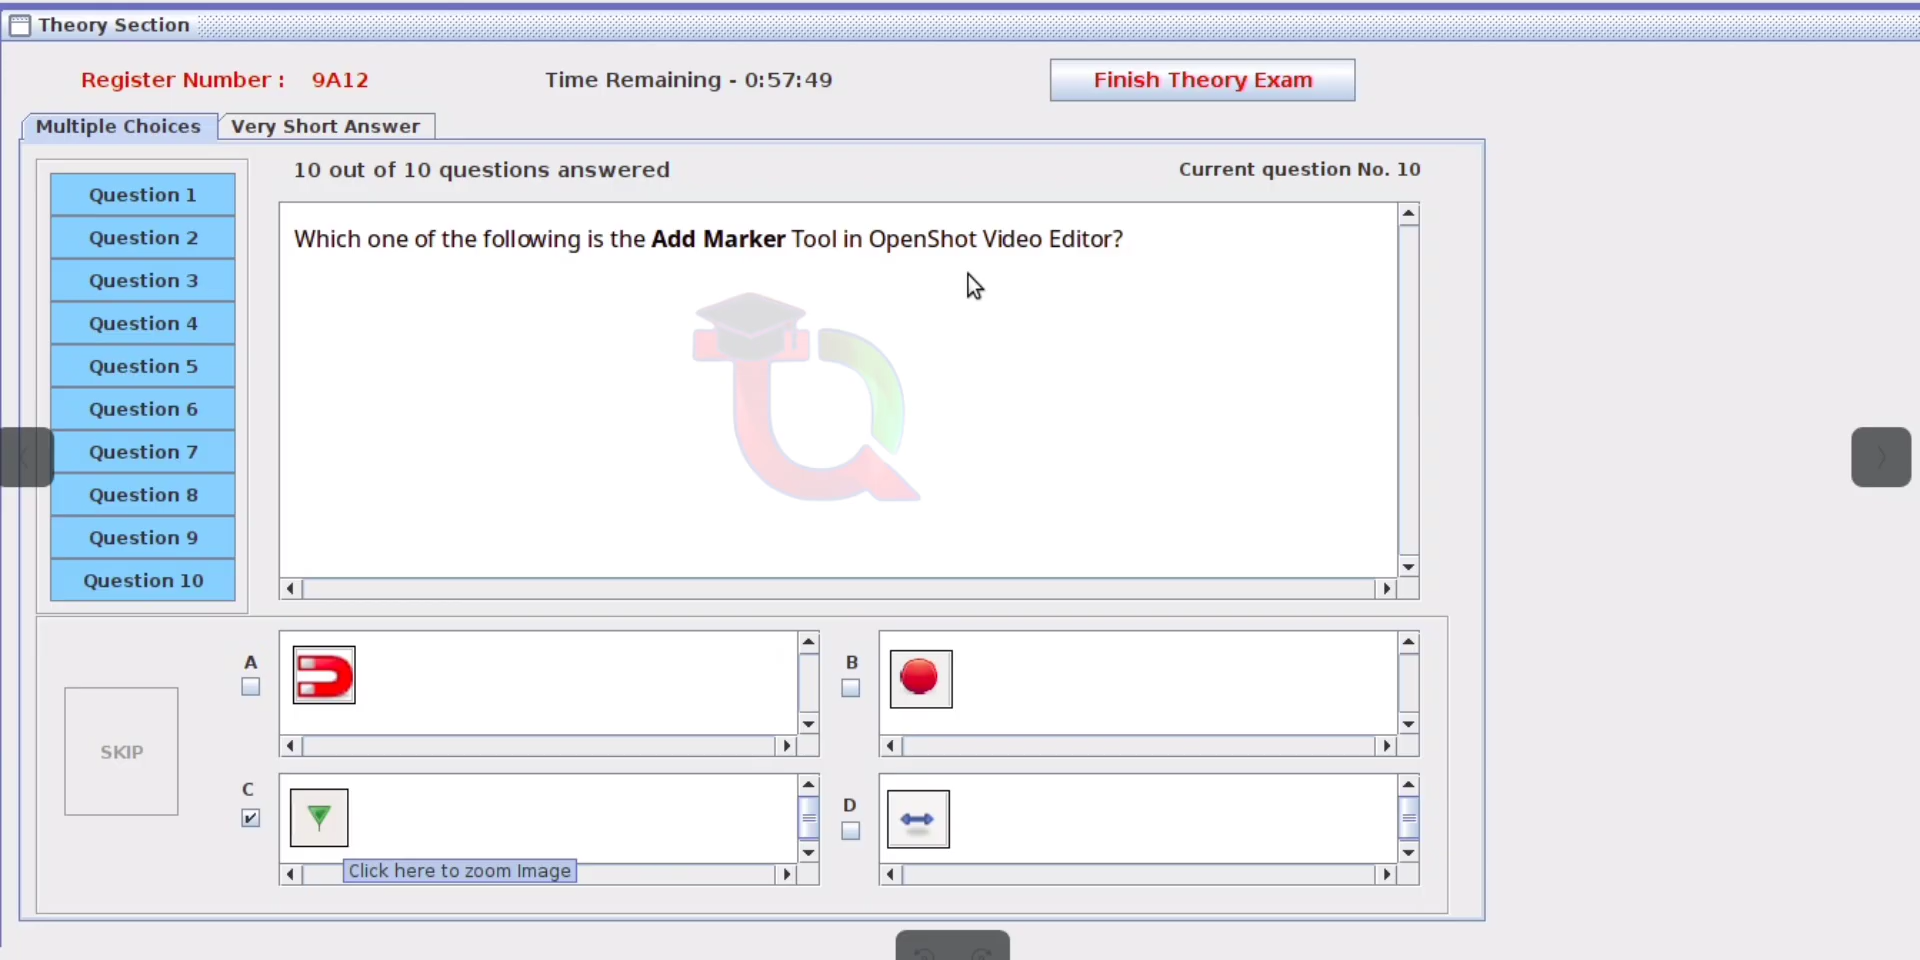 Theory Section
Register Number : 9A12
Time Remaining - 0:57:49
Finish Theory Exam
Multiple Choices
Very Short Answer
10 out of 10 questions answered
Current question No. 10
Question 1
Question 2
Question 3
Question 4
Question 5
Question 6
Question 7
Question 8
Question 9
Question 10
Which one of the following is the Add Marker Tool in OpenShot Video Editor?
SKIP
A
B
C
D
Click here to zoom Image